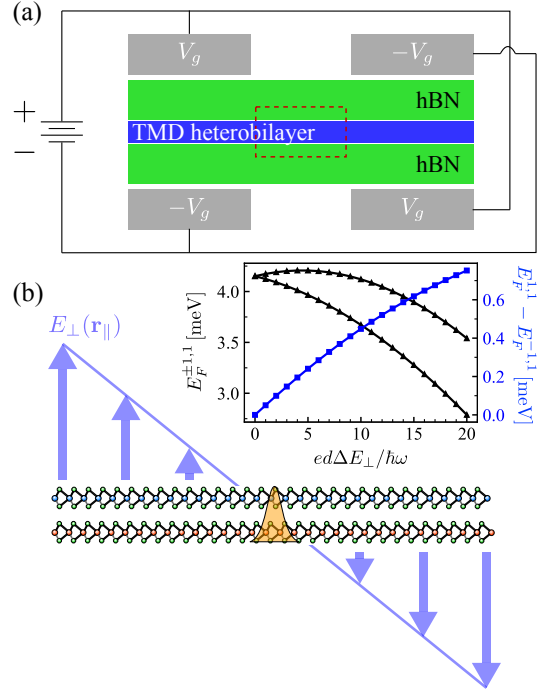 (a)
V_g
−V_g
+
−
hBN
TMD heterobilayer
hBN
−V_g
V_g
(b)
E_⊥(r_∥)
E_F^{±1,1} [meV]
4.0
3.5
3.0
0.6
0.4
0.2
0.0
E_F^{1,1} − E_F^{−1,1} [meV]
0 5 10 15 20
edΔE_⊥/ℏω